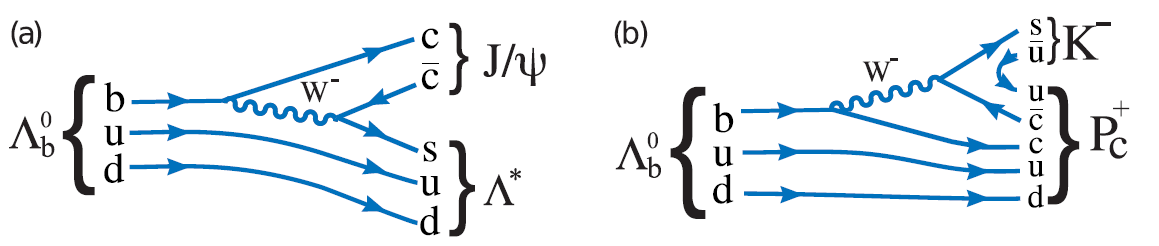 (a)
Λ⁰_b { b u d
W⁻
c c̄ } J/ψ
s u d } Λ*
(b)
Λ⁰_b { b u d
W⁻
s ū } K⁻
u c̄ c u d } P⁺_c